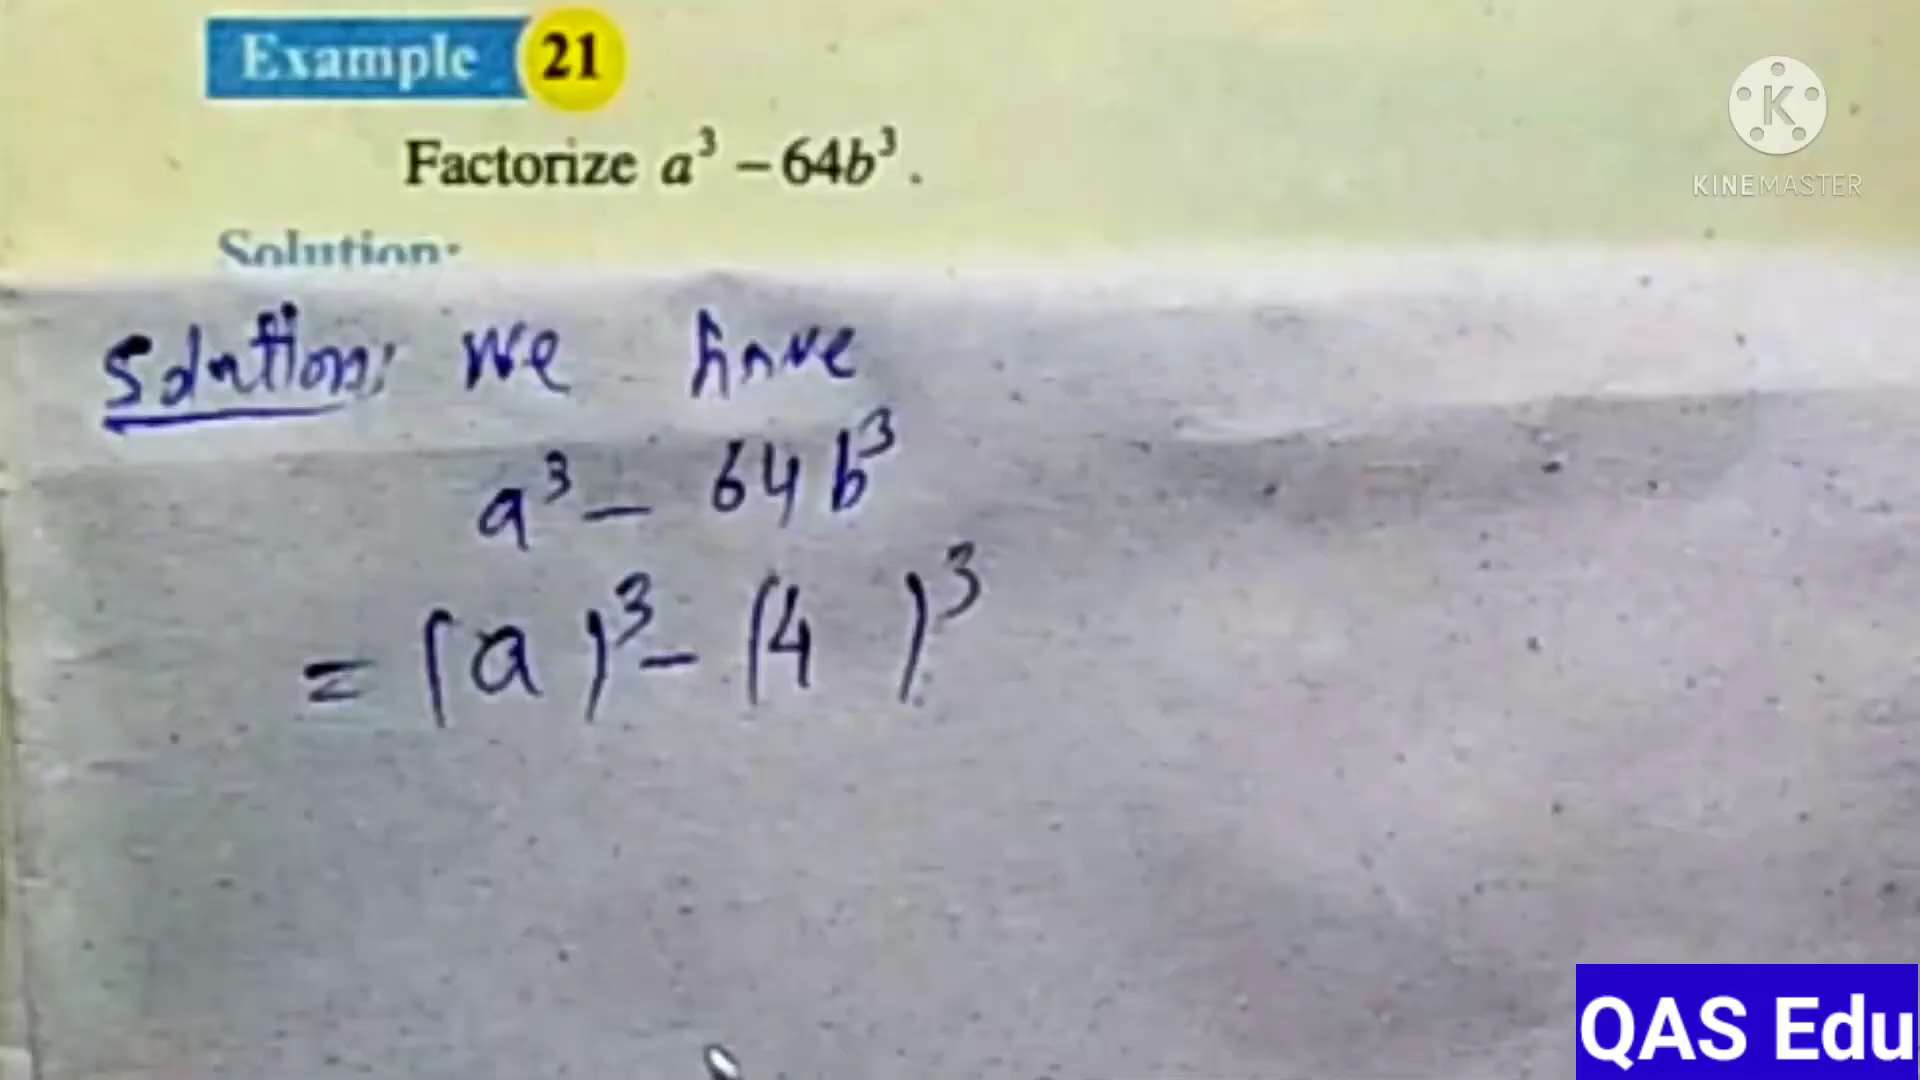 Example 21
Factorize a³ – 64b³.
Solution:
Solution: we have
a³ – 64b³
= (a)³ – (4 )³
K
KINEMASTER
QAS Edu